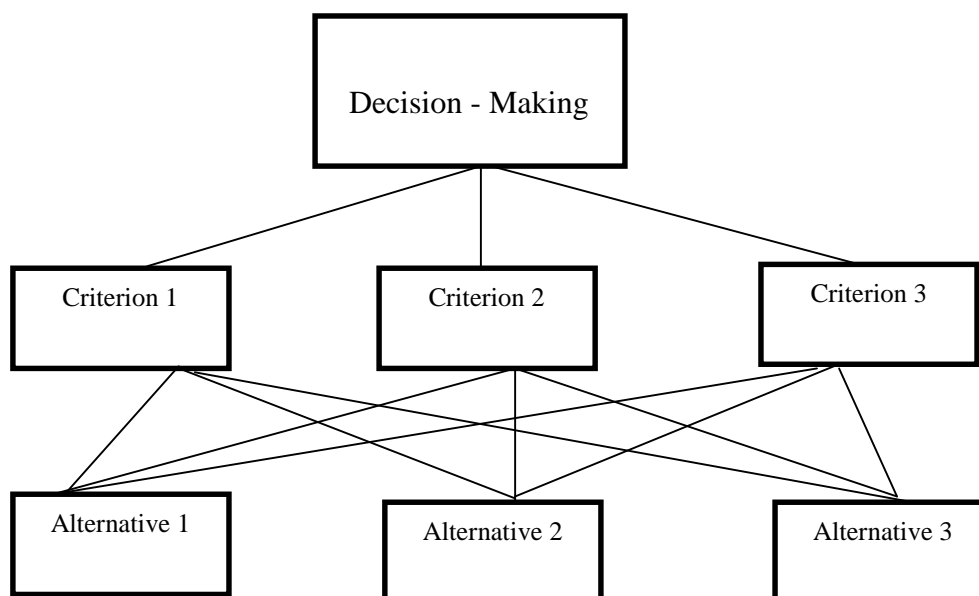 Decision - Making
Criterion 1
Criterion 2
Criterion 3
Alternative 1
Alternative 2
Alternative 3